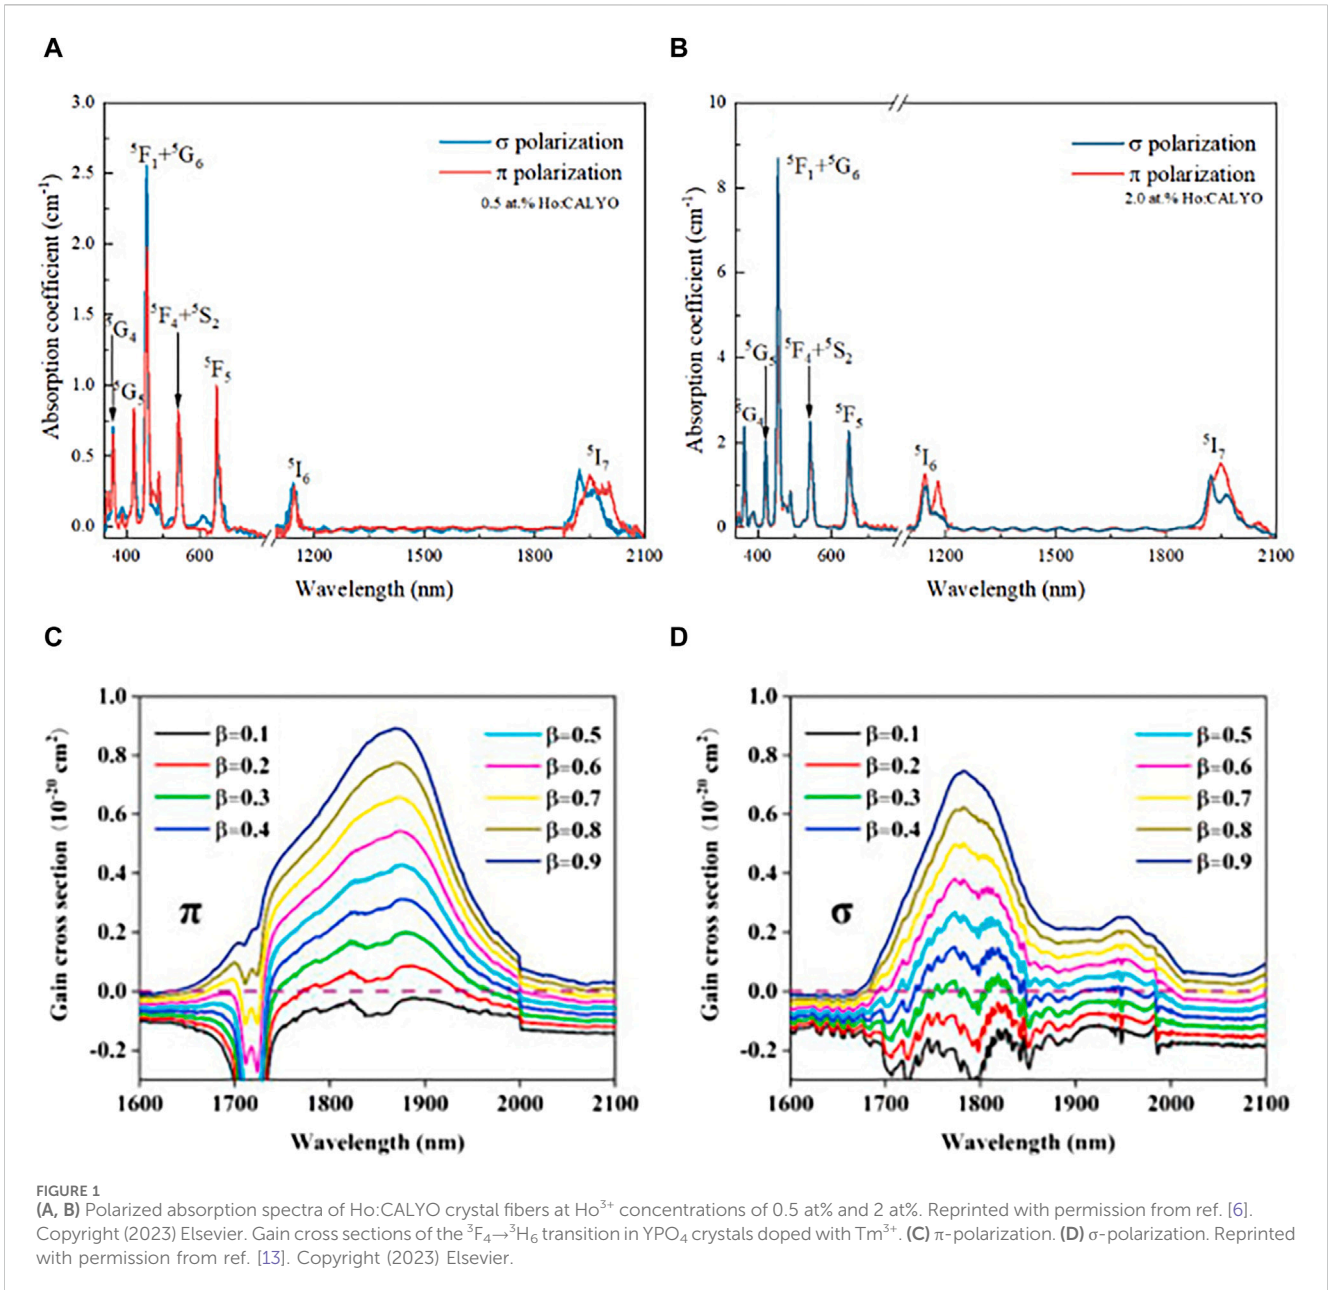 A
B
3.0
2.5
2.0
1.5
1.0
0.5
0.0
Absorption coefficient (cm⁻¹)
σ polarization
π polarization
0.5 at.% Ho:CALYO
⁵F₁+⁵G₆
⁵G₄
⁵G₅
⁵F₄+⁵S₂
⁵F₅
⁵I₆
⁵I₇
400 600 1200 1500 1800 2100
Wavelength (nm)
10
8
6
4
2
0
Absorption coefficient (cm⁻¹)
σ polarization
π polarization
2.0 at.% Ho:CALYO
⁵F₁+⁵G₆
⁵G₅
⁵F₄+⁵S₂
⁵G₄
⁵F₅
⁵I₆
⁵I₇
400 600 1200 1500 1800 2100
Wavelength (nm)
C
D
1.0
0.8
0.6
0.4
0.2
0.0
-0.2
Gain cross section (10⁻²⁰ cm²)
β=0.1
β=0.2
β=0.3
β=0.4
β=0.5
β=0.6
β=0.7
β=0.8
β=0.9
π
1600 1700 1800 1900 2000 2100
Wavelength (nm)
1.0
0.8
0.6
0.4
0.2
0.0
-0.2
Gain cross section (10⁻²⁰ cm²)
β=0.1
β=0.2
β=0.3
β=0.4
β=0.5
β=0.6
β=0.7
β=0.8
β=0.9
σ
1600 1700 1800 1900 2000 2100
Wavelength (nm)
FIGURE 1
(A, B) Polarized absorption spectra of Ho:CALYO crystal fibers at Ho³⁺ concentrations of 0.5 at% and 2 at%. Reprinted with permission from ref. [6].
Copyright (2023) Elsevier. Gain cross sections of the ³F₄→³H₆ transition in YPO₄ crystals doped with Tm³⁺. (C) π-polarization. (D) σ-polarization. Reprinted
with permission from ref. [13]. Copyright (2023) Elsevier.